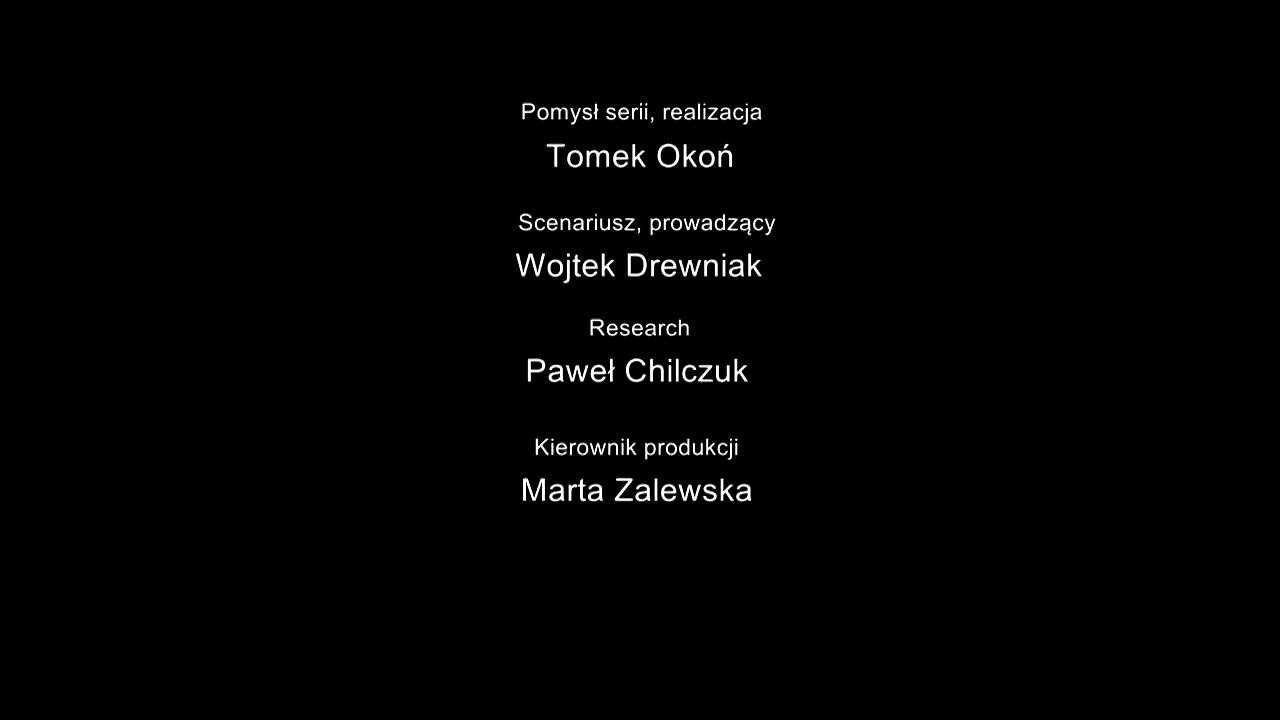 Pomysł serii, realizacja
Tomek Okoń
Scenariusz, prowadzący
Wojtek Drewniak
Research
Paweł Chilczuk
Kierownik produkcji
Marta Zalewska